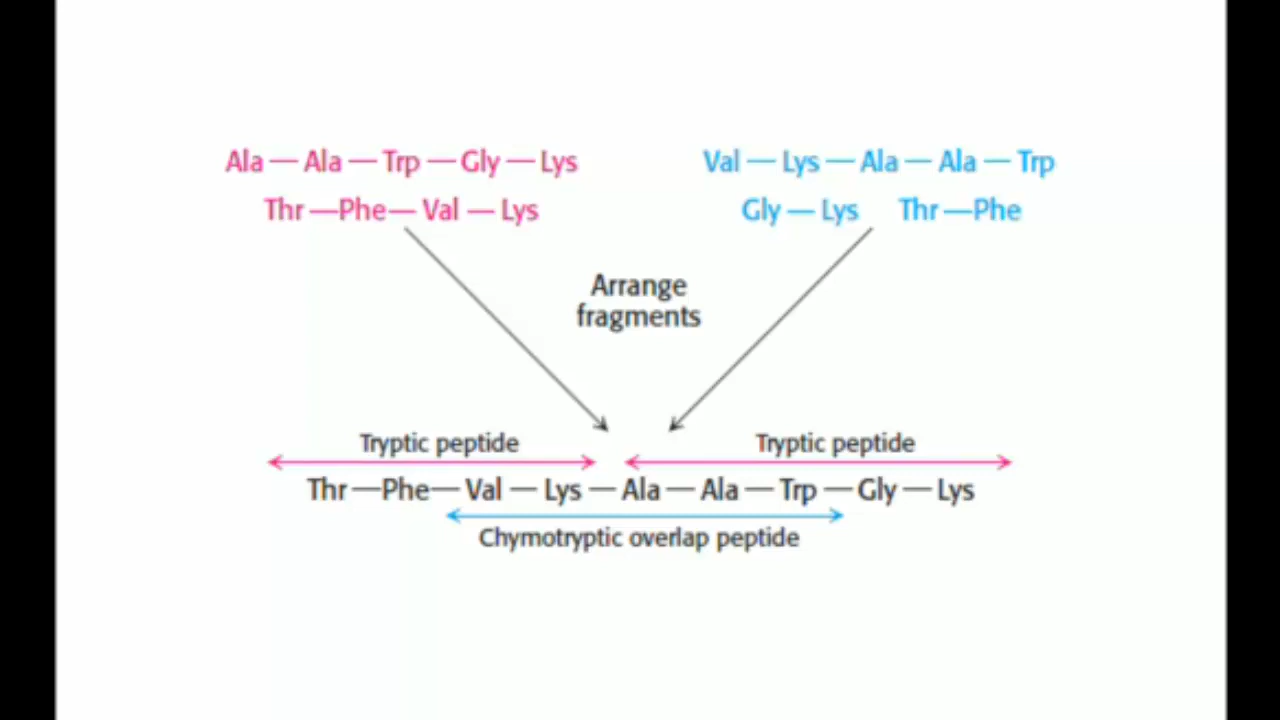 Ala — Ala — Trp — Gly — Lys
Thr — Phe — Val — Lys
Val — Lys — Ala — Ala — Trp
Gly — Lys Thr — Phe
Arrange
fragments
Tryptic peptide
Tryptic peptide
Thr — Phe — Val — Lys — Ala — Ala — Trp — Gly — Lys
Chymotryptic overlap peptide